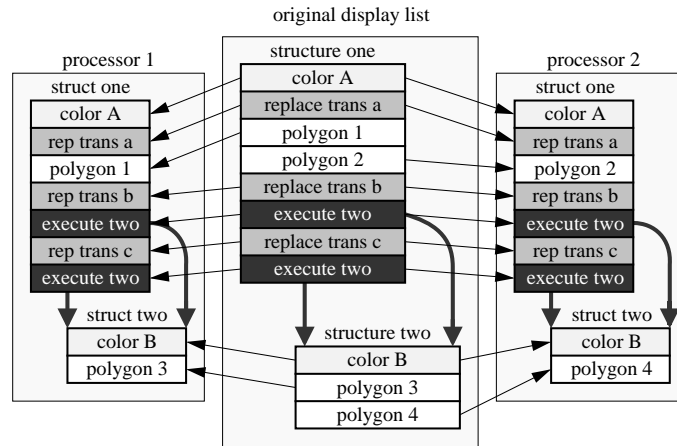 original display list
processor 1
struct one
color A
rep trans a
polygon 1
rep trans b
execute two
rep trans c
execute two
struct two
color B
polygon 3
structure one
color A
replace trans a
polygon 1
polygon 2
replace trans b
execute two
replace trans c
execute two
structure two
color B
polygon 3
polygon 4
processor 2
struct one
color A
rep trans a
polygon 2
rep trans b
execute two
rep trans c
execute two
struct two
color B
polygon 4